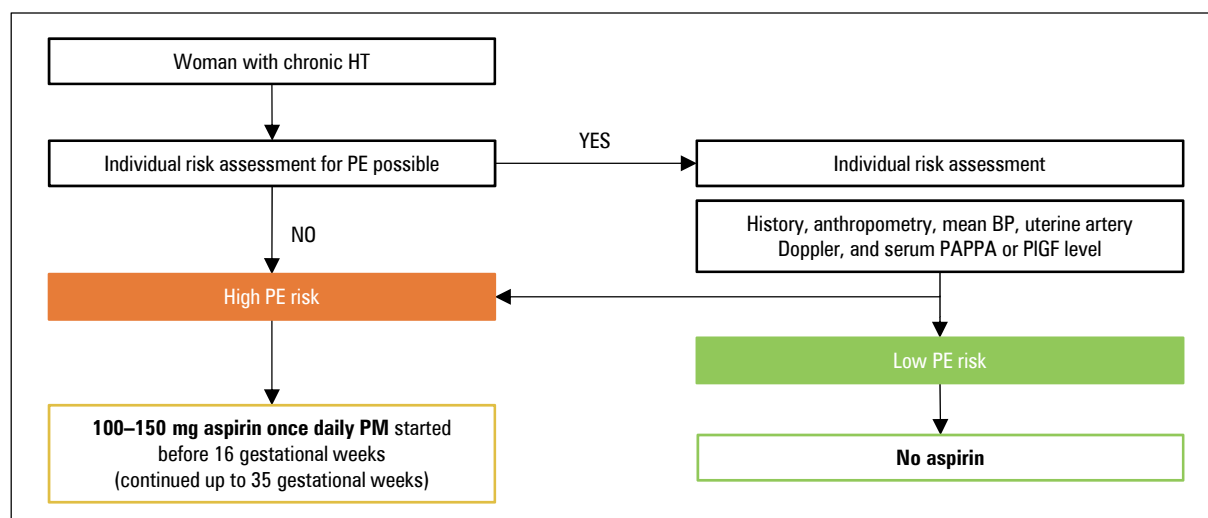 Woman with chronic HT
Individual risk assessment for PE possible
YES
Individual risk assessment
History, anthropometry, mean BP, uterine artery
Doppler, and serum PAPPA or PIGF level
NO
High PE risk
Low PE risk
100–150 mg aspirin once daily PM started
before 16 gestational weeks
(continued up to 35 gestational weeks)
No aspirin